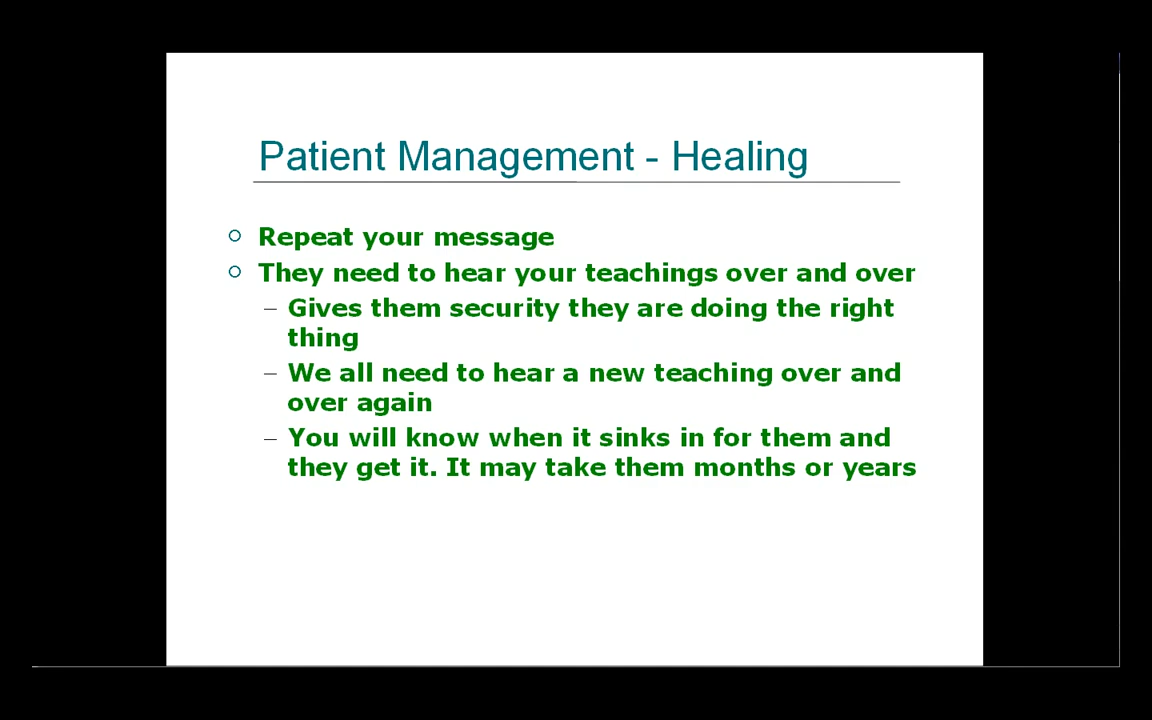 Patient Management - Healing
Repeat your message
They need to hear your teachings over and over
– Gives them security they are doing the right
thing
– We all need to hear a new teaching over and
over again
– You will know when it sinks in for them and
they get it. It may take them months or years